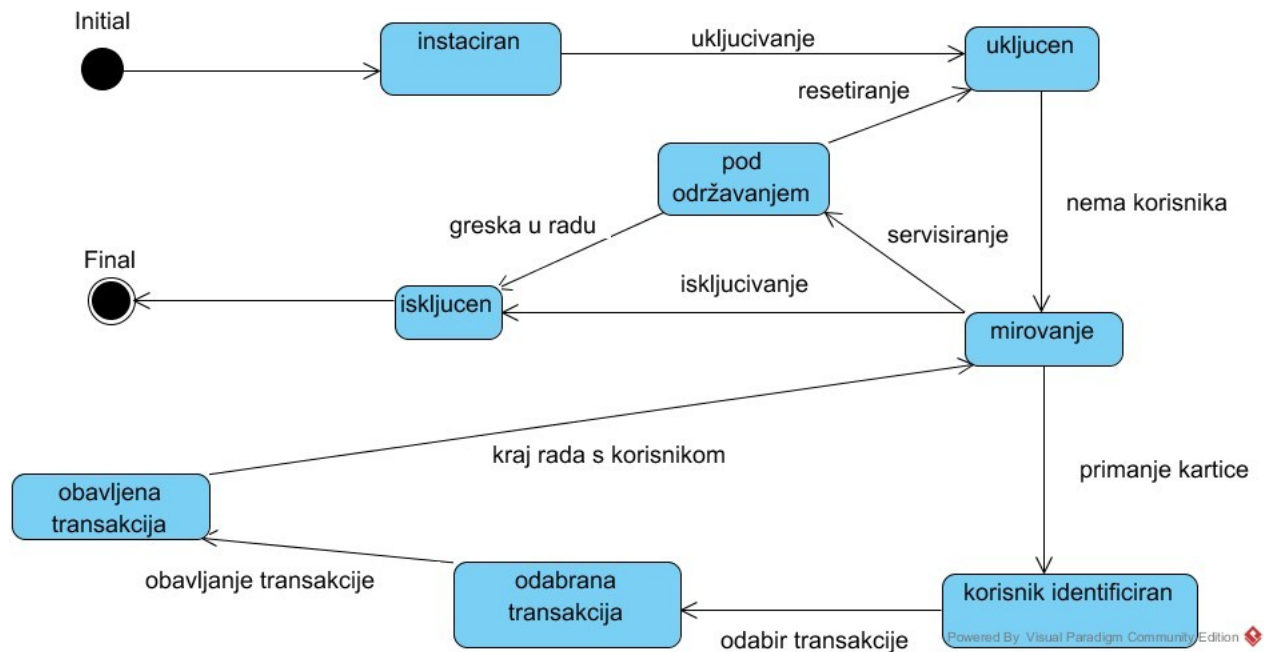 Initial
instaciran
ukljucivanje
ukljucen
resetiranje
pod
održavanjem
nema korisnika
greska u radu
servisiranje
Final
iskljucivanje
iskljucen
mirovanje
kraj rada s korisnikom
primanje kartice
obavljena
transakcija
obavljanje transakcije
odabrana
transakcija
korisnik identificiran
odabir transakcije
Powered By Visual Paradigm Community Edition